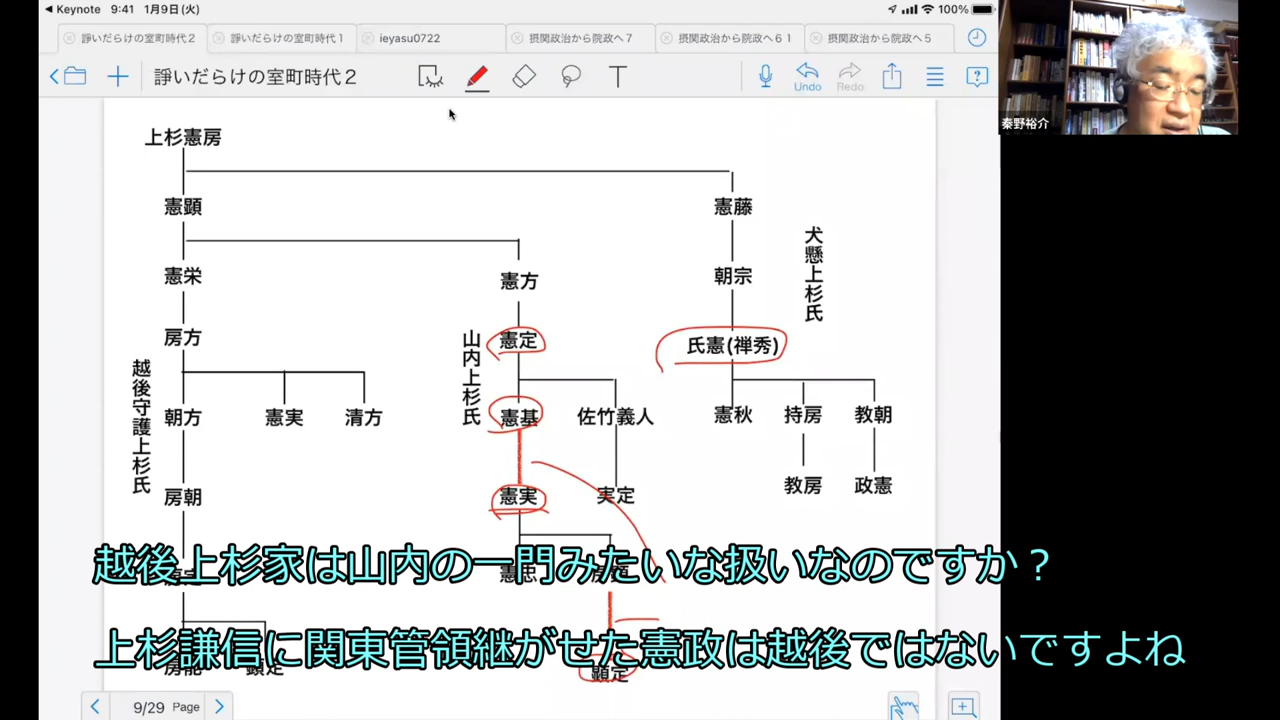 Keynote 9:41 1月9日(火)
100%
諍いだらけの室町時代２
諍いだらけの室町時代１
ieyasu0722
摂関政治から院政へ７
摂関政治から院政へ６１
摂関政治から院政へ５
諍いだらけの室町時代２
T
Undo
Redo
?
秦野裕介
上杉憲房
憲顕
憲藤
憲栄
憲方
朝宗
犬懸上杉氏
房方
憲定
氏憲(禅秀)
山内上杉氏
越後守護上杉氏
朝方
憲実
清方
憲基
佐竹義人
憲秋
持房
教朝
房朝
憲実
実定
教房
政憲
憲忠
越後上杉家は山内の一門みたいな扱いなのですか？
上杉謙信に関東管領継がせた憲政は越後ではないですよね
房能
顕定
顕定
9/29 Page